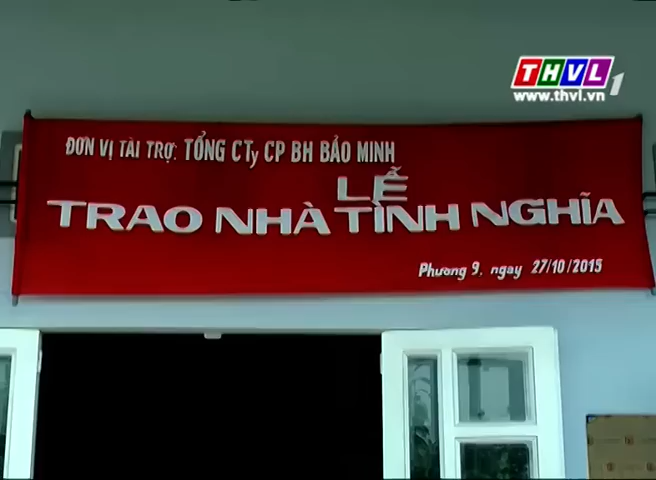 THVL1
www.thvl.vn
ĐƠN VỊ TÀI TRỢ: TỔNG CTy CP BH BẢO MINH
LỄ
TRAO NHÀ TÌNH NGHĨA
Phường 9, ngay 27/10/2015